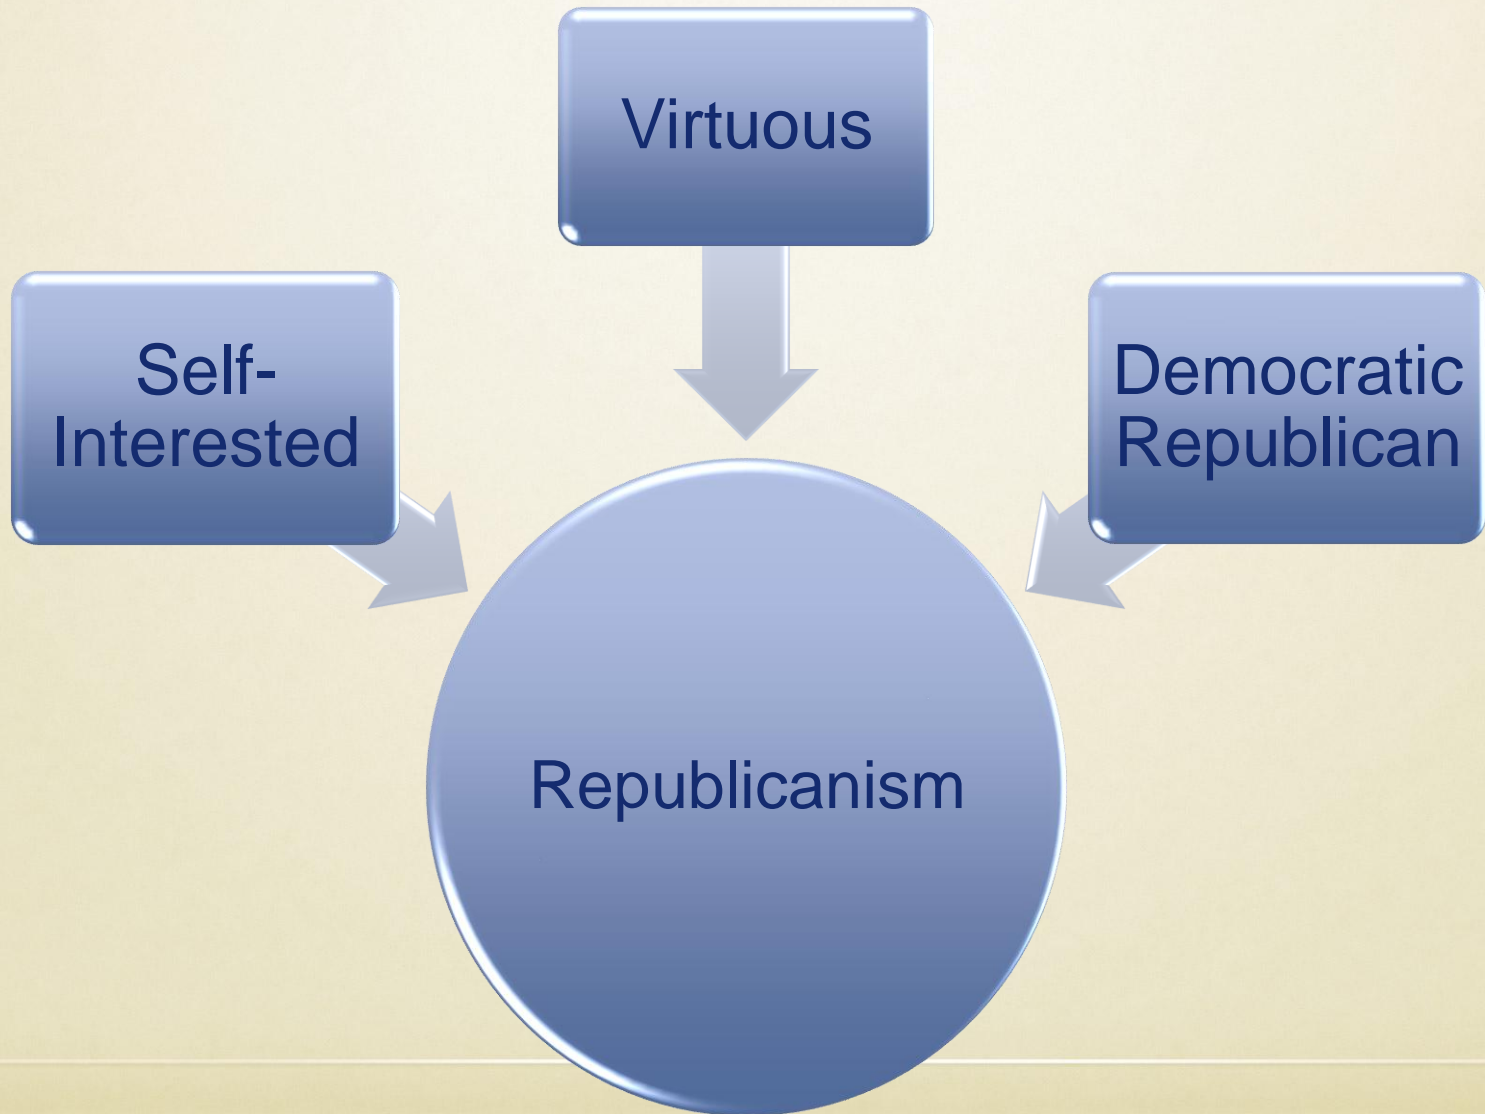 Virtuous
Self-
Interested
Democratic
Republican
Republicanism